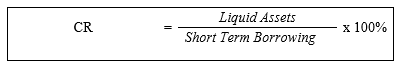 Liquid Assets
CR = x 100%
Short Term Borrowing